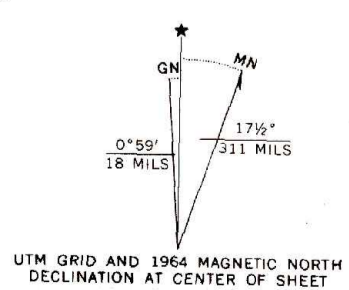 ★
GN
MN
0°59'
18 MILS
17½°
311 MILS
UTM GRID AND 1964 MAGNETIC NORTH
DECLINATION AT CENTER OF SHEET